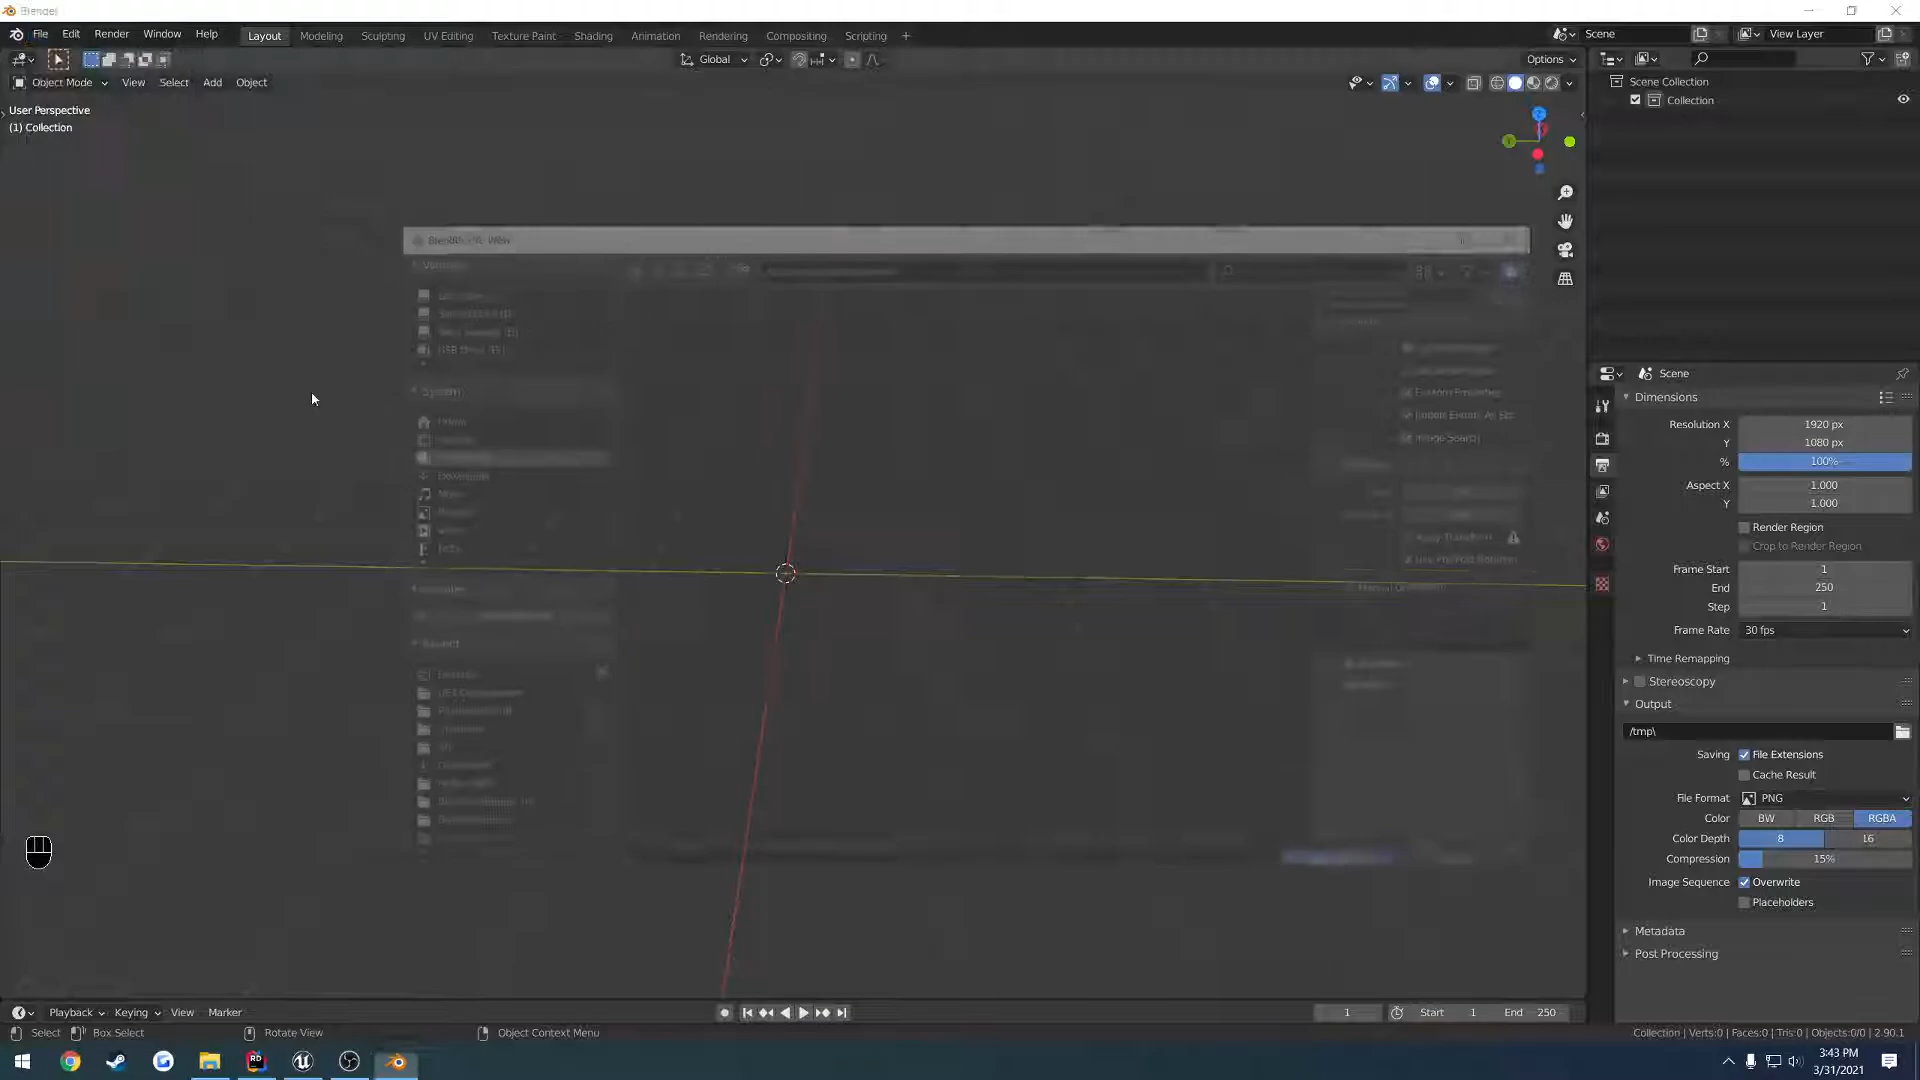 Blender
File Edit Render Window Help
Layout Modeling Sculpting UV Editing Texture Paint Shading Animation Rendering Compositing Scripting +
Scene
View Layer
Global
Options
Object Mode View Select Add Object
User Perspective
(1) Collection
Scene Collection
Collection
System
Custom Properties
Image Search
Scene
Dimensions
Resolution X 1920 px
Y 1080 px
% 100%
Aspect X 1.000
Y 1.000
Render Region
Crop to Render Region
Frame Start 1
End 250
Step 1
Frame Rate 30 fps
Time Remapping
Stereoscopy
Output
/tmp\
Saving File Extensions
Cache Result
File Format PNG
Color BW RGB RGBA
Color Depth 8 16
Compression 15%
Image Sequence Overwrite
Placeholders
Metadata
Post Processing
Playback Keying View Marker
1 Start 1 End 250
Select Box Select Rotate View Object Context Menu
Collection | Verts:0 | Faces:0 | Tris:0 | Objects:0/0 | 2.90.1
3:43 PM
3/31/2021